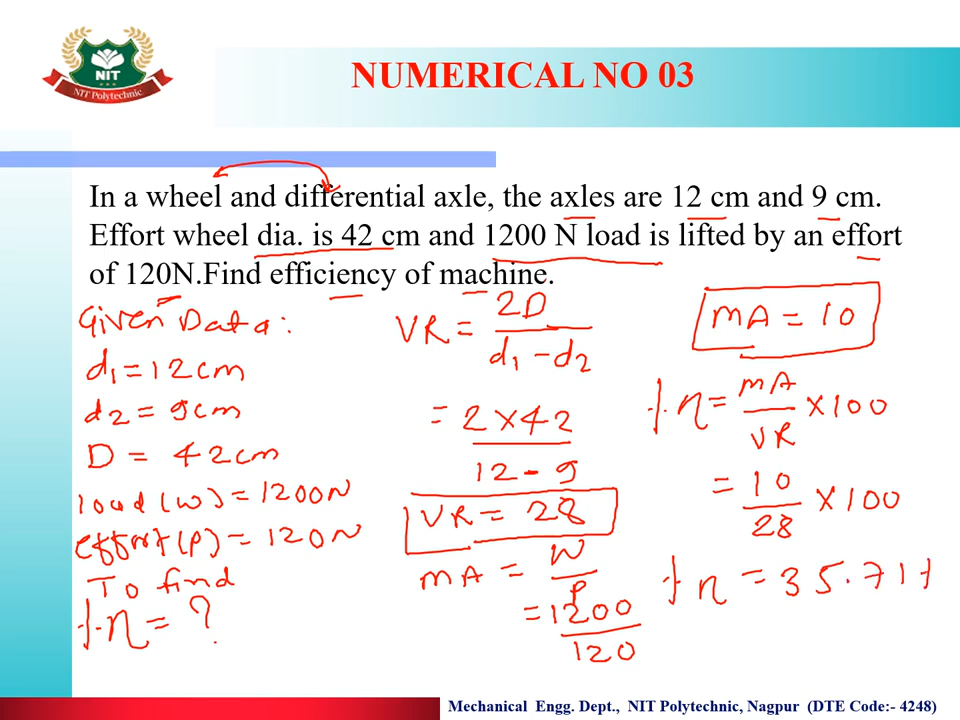 NIT
NIT Polytechnic
NUMERICAL NO 03
In a wheel and differential axle, the axles are 12 cm and 9 cm.
Effort wheel dia. is 42 cm and 1200 N load is lifted by an effort
of 120N.Find efficiency of machine.
Given Data:
d1 = 12cm
d2 = 9cm
D = 42cm
load (W) = 1200N
effort (P) = 120N
To find
% η = ?
VR = 2D / d1 - d2
= 2 × 42 / 12 - 9
VR = 28
MA = W / P
= 1200 / 120
MA = 10
% η = MA / VR × 100
= 10 / 28 × 100
% η = 35.71%
Mechanical Engg. Dept., NIT Polytechnic, Nagpur (DTE Code:- 4248)